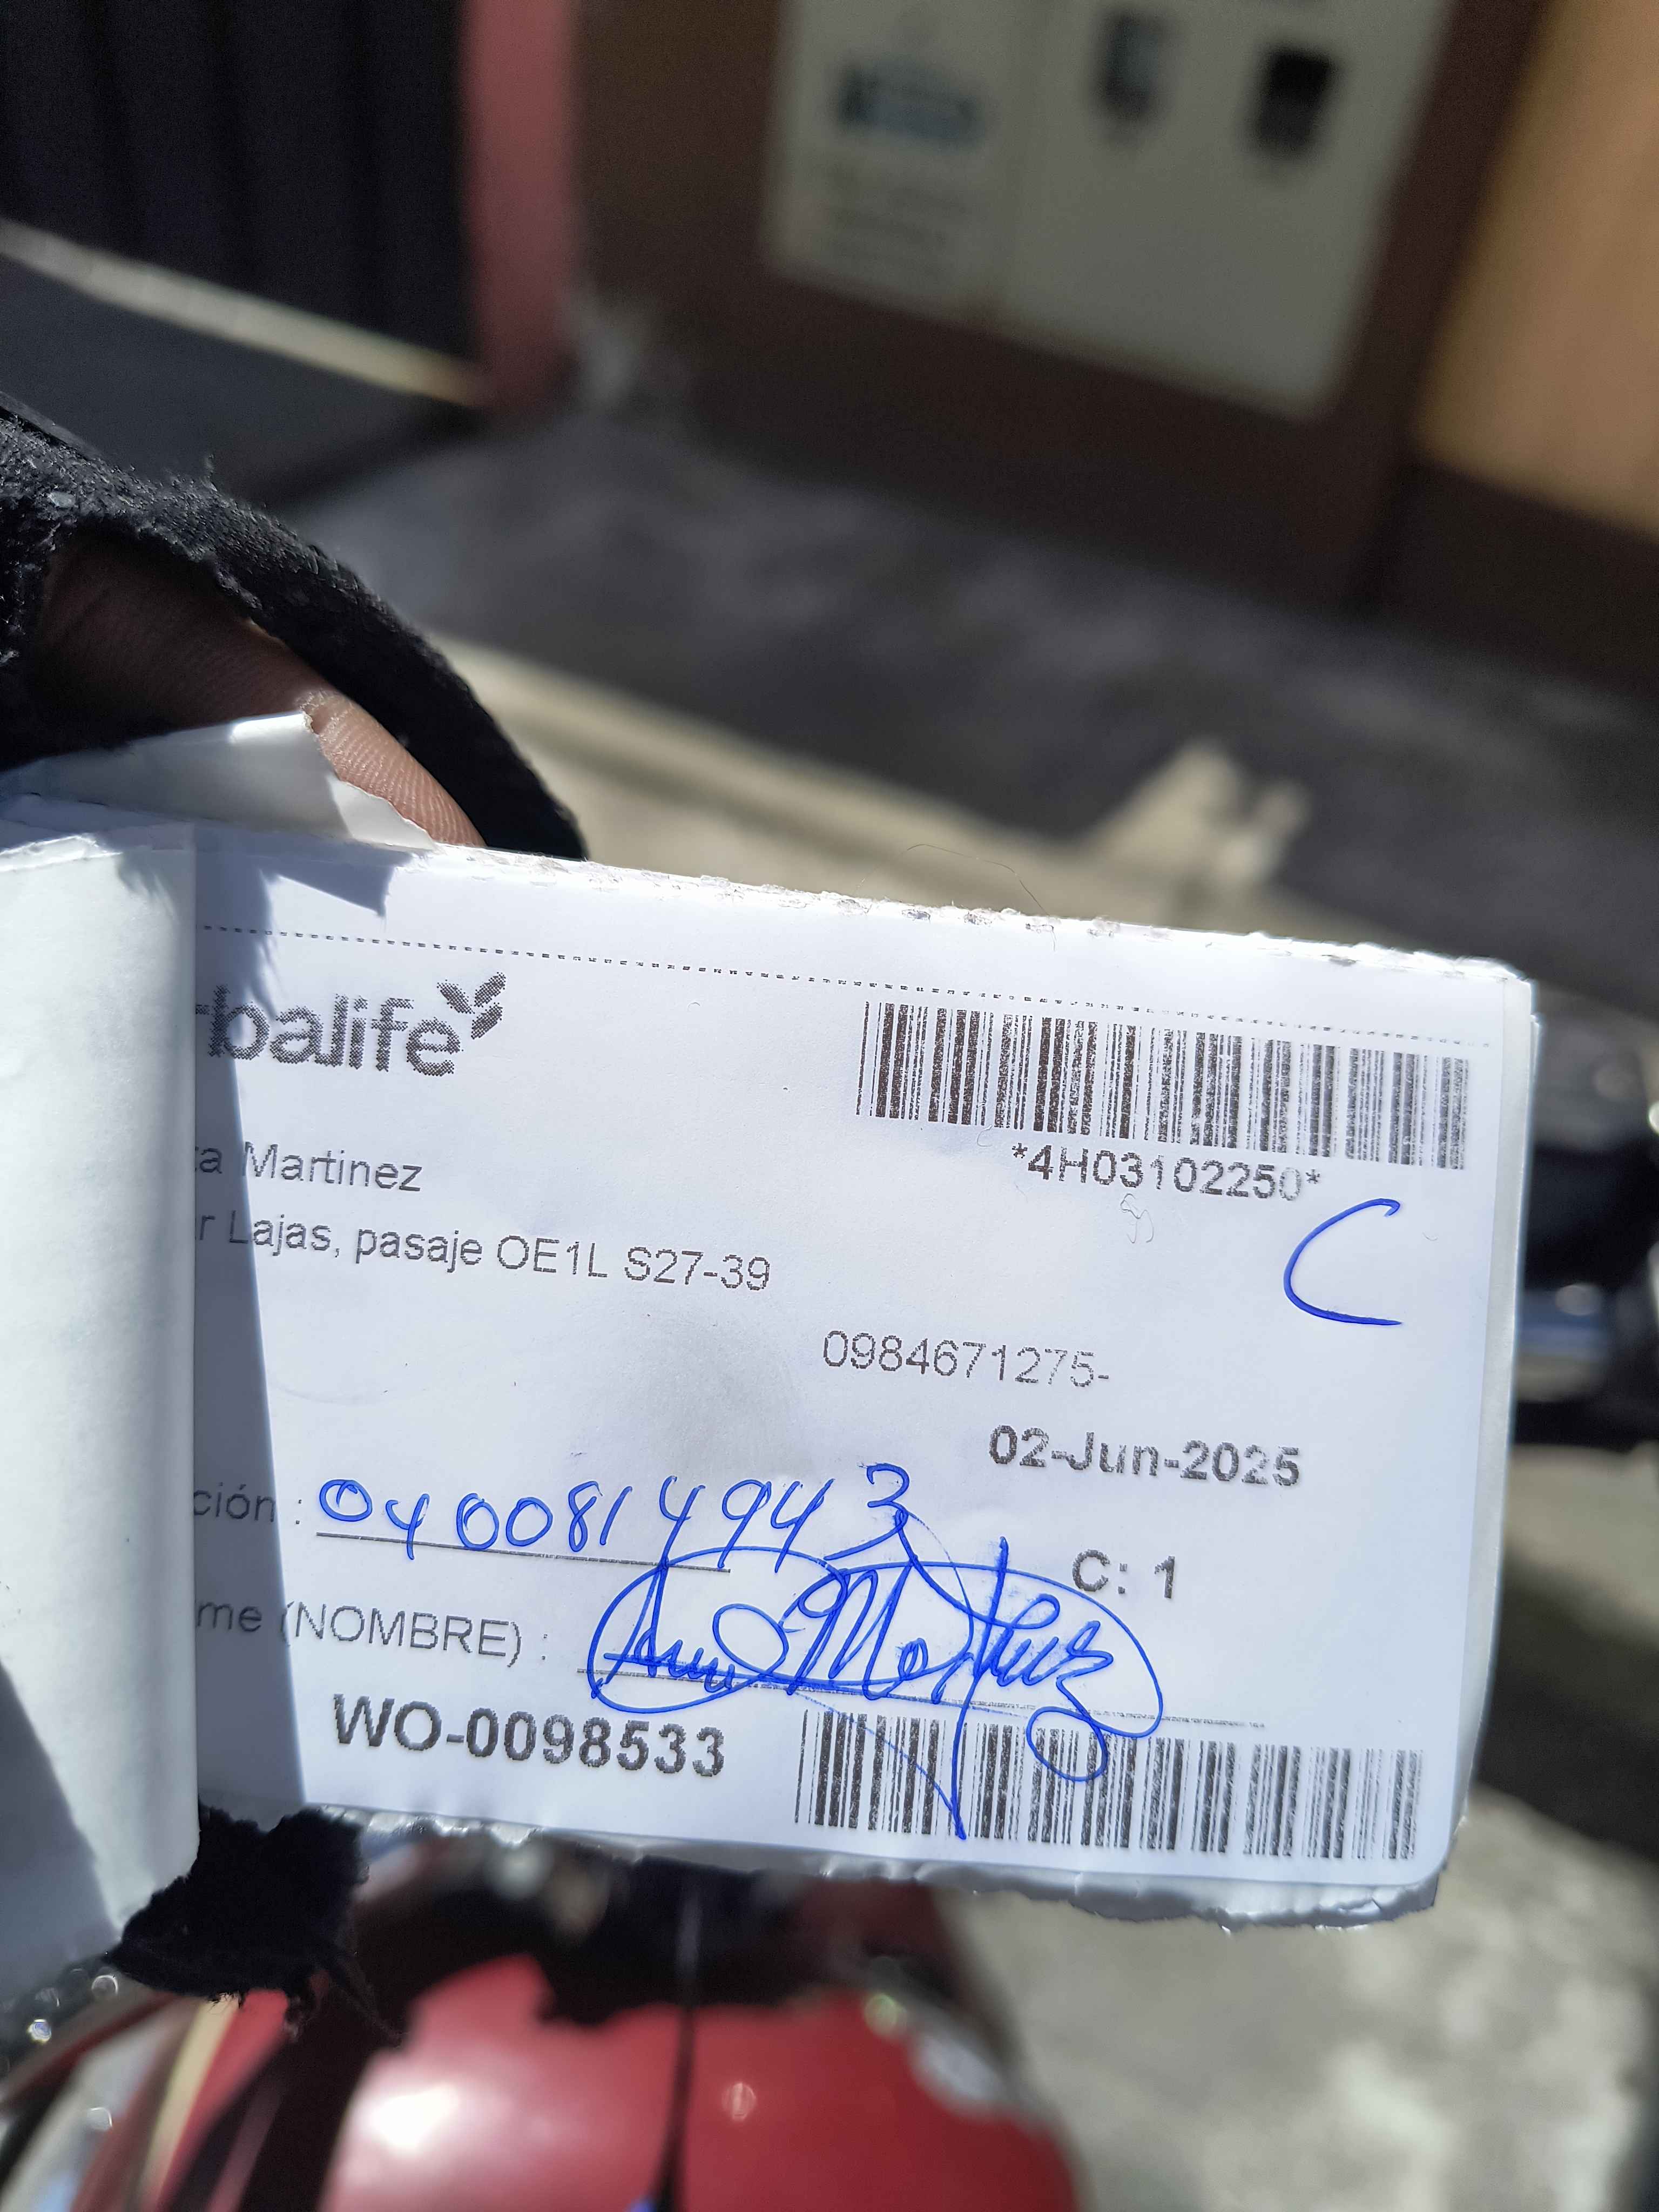 rbalife
*4H03102250*
ta Martinez
C
r Lajas, pasaje OE1L S27-39
0984671275-
02-Jun-2025
ción : 0400814943
C: 1
me (NOMBRE) :
WO-0098533